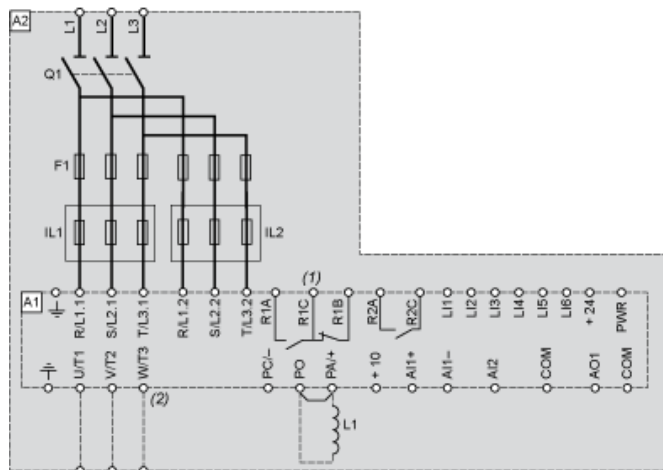 A2
L1
L2
L3
Q1
F1
IL1
IL2
A1
R/L1.1
S/L2.1
T/L3.1
R/L1.2
S/L2.2
T/L3.2
R1A
(1)
R1C
R1B
R2A
R2C
LI1
LI2
LI3
LI4
LI5
LI6
+ 24
PWR
U/T1
V/T2
W/T3
(2)
PC/–
PO
PA/+
+ 10
AI1+
AI1–
AI2
COM
AO1
COM
L1